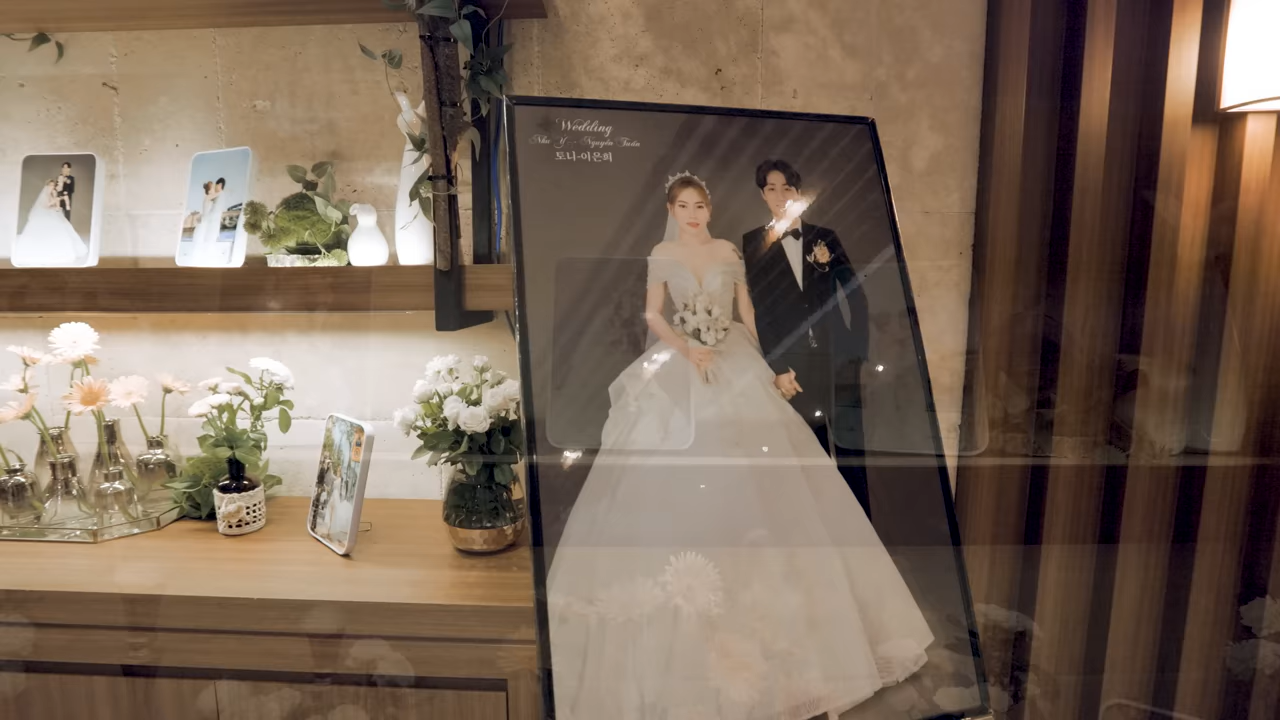 Wedding
Như Ý - Nguyễn Tuấn
토니·이은희